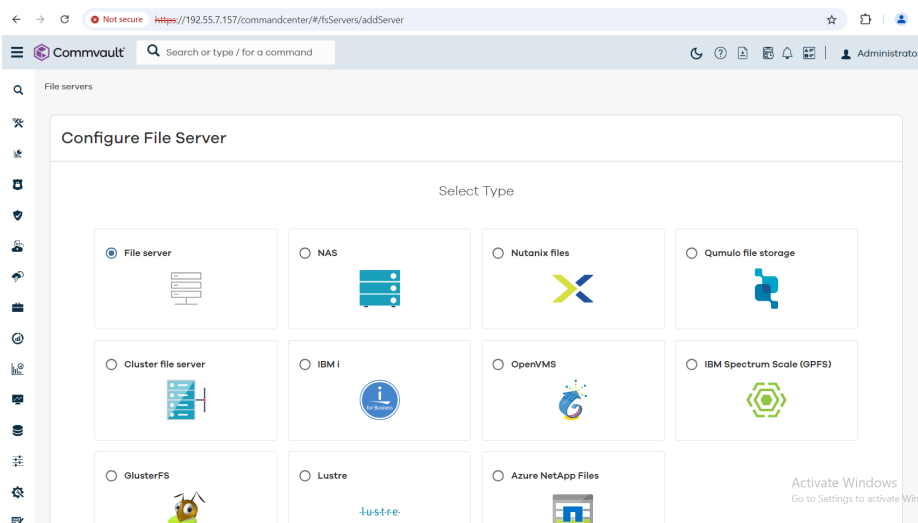 Not secure https://192.55.7.157/commandcenter/#/fsServers/addServer
Commvault Search or type / for a command Administrato
File servers
Configure File Server
Select Type
File server NAS Nutanix files Qumulo file storage
Cluster file server IBM i OpenVMS IBM Spectrum Scale (GPFS)
i
for Business
GlusterFS Lustre Azure NetApp Files
·l·u·s·t·r·e·
Activate Windows
Go to Settings to activate Win